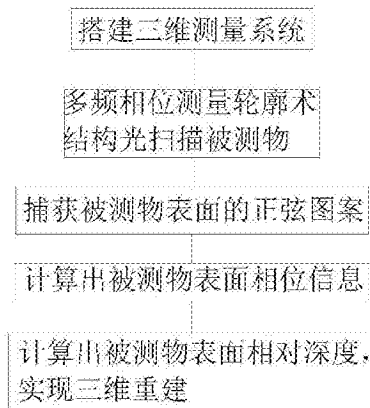 搭建三维测量系统
多频相位测量轮廓术
结构光扫描被测物
捕获被测物表面的正弦图案
计算出被测物表面相位信息
计算出被测物表面相对深度,
实现三维重建